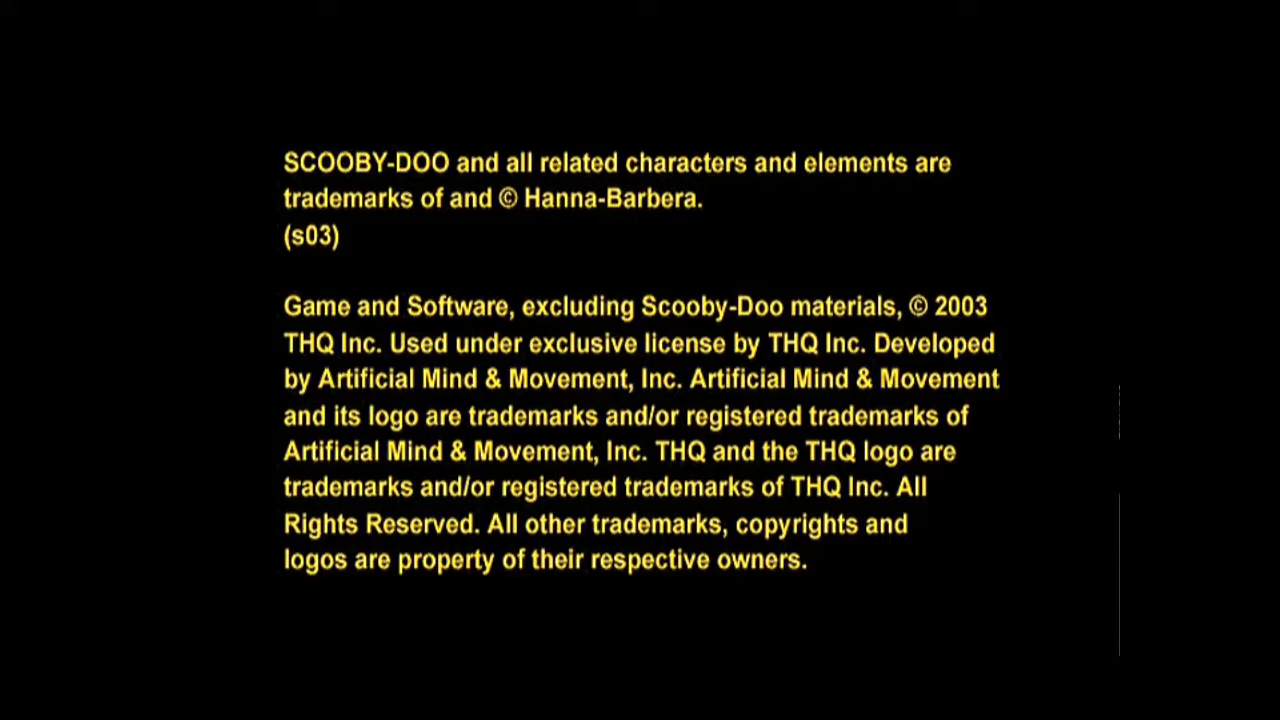 SCOOBY-DOO and all related characters and elements are
trademarks of and © Hanna-Barbera.
(s03)
Game and Software, excluding Scooby-Doo materials, © 2003
THQ Inc. Used under exclusive license by THQ Inc. Developed
by Artificial Mind & Movement, Inc. Artificial Mind & Movement
and its logo are trademarks and/or registered trademarks of
Artificial Mind & Movement, Inc. THQ and the THQ logo are
trademarks and/or registered trademarks of THQ Inc. All
Rights Reserved. All other trademarks, copyrights and
logos are property of their respective owners.